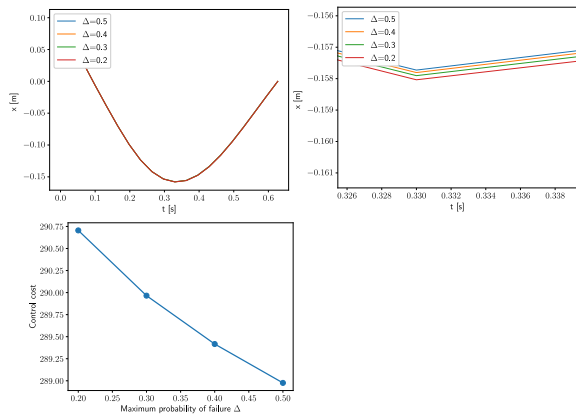 Δ=0.5
Δ=0.4
Δ=0.3
Δ=0.2
0.10
0.05
0.00
−0.05
−0.10
−0.15
x [m]
0.0 0.1 0.2 0.3 0.4 0.5 0.6
t [s]
Δ=0.5
Δ=0.4
Δ=0.3
Δ=0.2
−0.156
−0.157
−0.158
−0.159
−0.160
−0.161
x [m]
0.326 0.328 0.330 0.332 0.334 0.336 0.338
t [s]
290.75
290.50
290.25
290.00
289.75
289.50
289.25
289.00
Control cost
0.20 0.25 0.30 0.35 0.40 0.45 0.50
Maximum probability of failure Δ